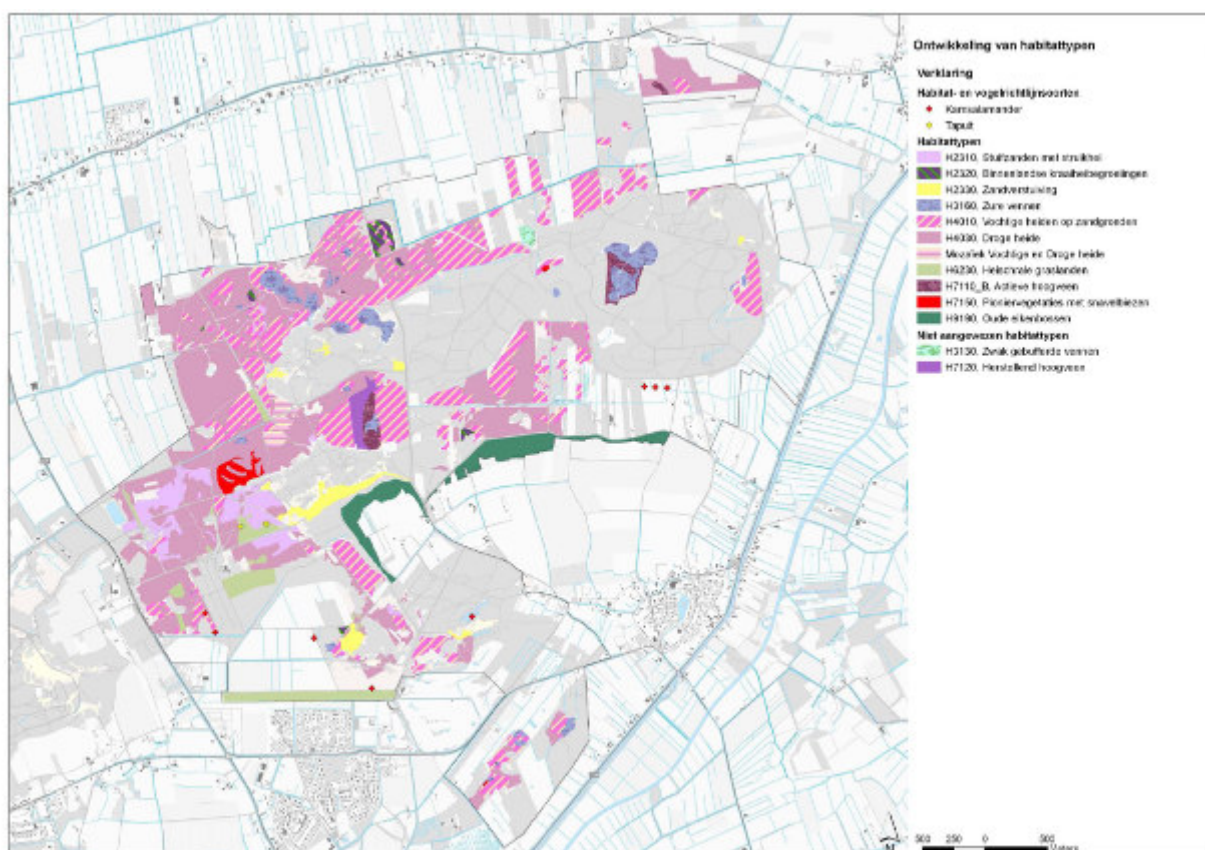 Ontwikkeling van habitattypen
Verklaring
Habitat- en vogelrichtlijnsoorten
Kamsalamander
Tapuit
Habitattypen
H2310, Stuifzanden met struikhei
H2320, Binnenlandse kraaiheibegroeiingen
H2330, Zandverstuiving
H3160, Zure vennen
H4010, Vochtige heiden op zandgronden
H4030, Droge heide
Mozaïek Vochtige en Droge heide
H6230, Heischrale graslanden
H7110_B, Actieve hoogveen
H7150, Pioniervegetaties met snavelbiezen
H9190, Oude eikenbossen
Niet aangewezen habitattypen
H3130, Zwak gebufferde vennen
H7120, Herstellend hoogveen
N
500 250 0 500
Meters